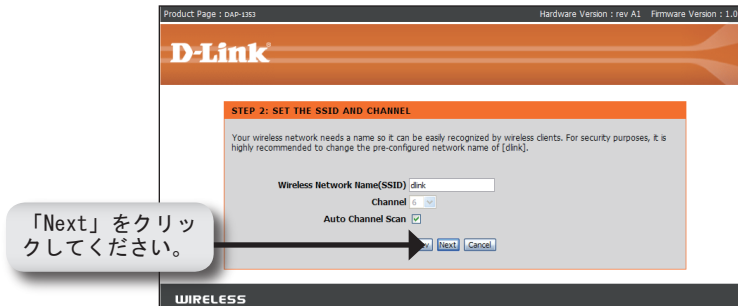 Product Page : DAP-1353 Hardware Version : rev A1 Firmware Version : 1.0
D-Link
STEP 2: SET THE SSID AND CHANNEL
Your wireless network needs a name so it can be easily recognized by wireless clients. For security purposes, it is
highly recommended to change the pre-configured network name of [dlink].
Wireless Network Name(SSID) dlink
Channel 6
Auto Channel Scan
Next Cancel
「Next」をクリッ
クしてください。
WIRELESS